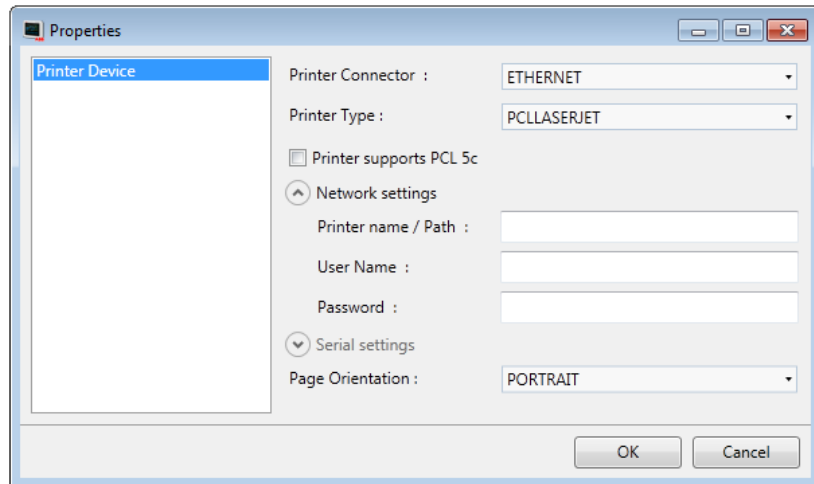 Properties
Printer Device
Printer Connector :
ETHERNET
Printer Type :
PCLLASERJET
Printer supports PCL 5c
Network settings
Printer name / Path :
User Name :
Password :
Serial settings
Page Orientation :
PORTRAIT
OK
Cancel